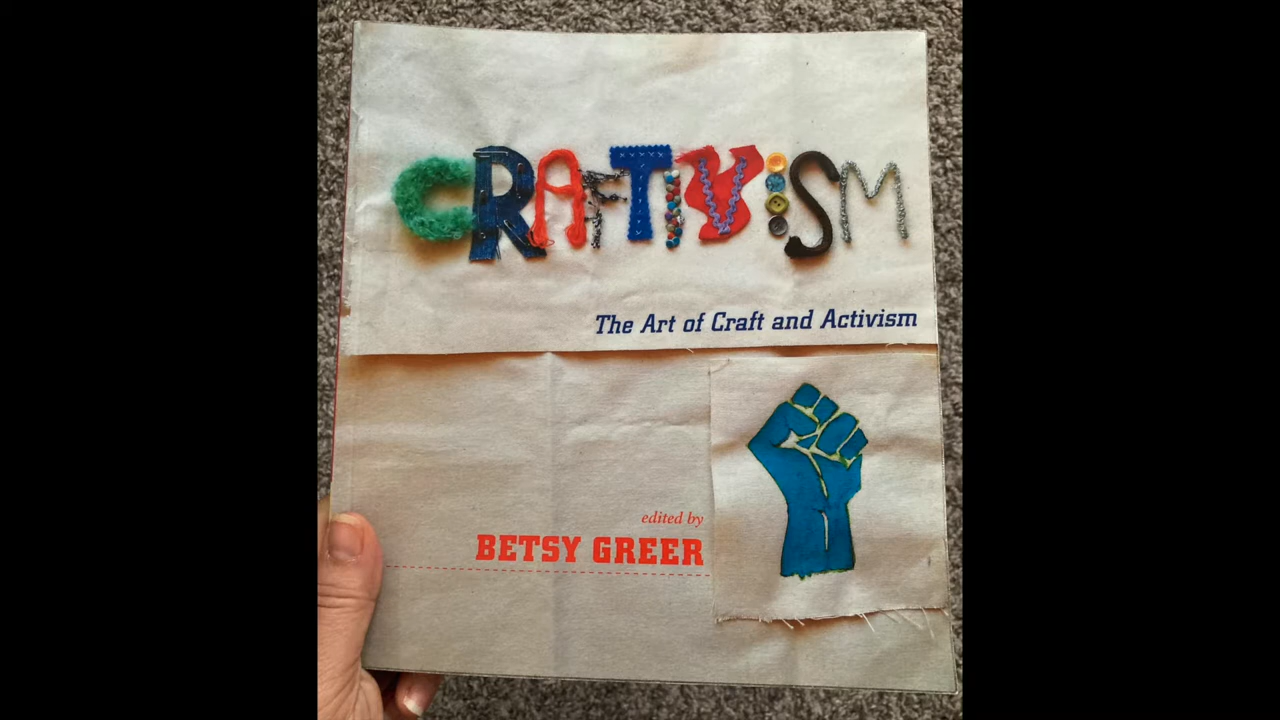 CRAFTIVISM
The Art of Craft and Activism
edited by
BETSY GREER